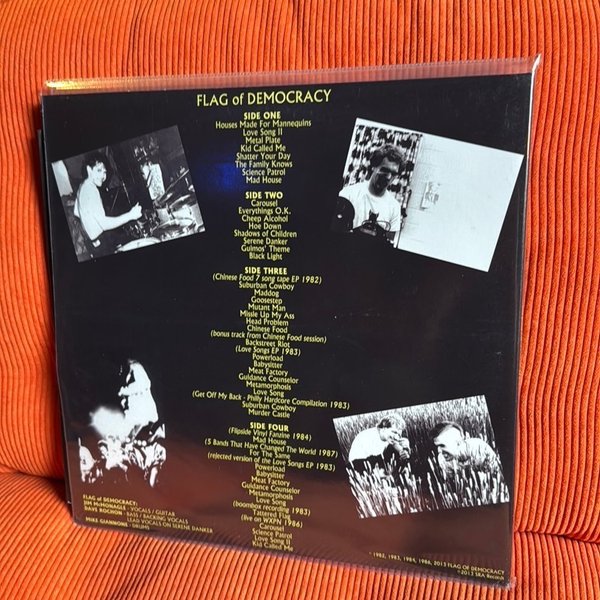 FLAG of DEMOCRACY
SIDE ONE
Houses Made For Mannequins
Love Song II
Metal Plate
Kid Called Me
Shatter Your Day
The Family Knows
Science Patrol
Mad House
SIDE TWO
Carousel
Everythings O.K.
Cheep Alcohol
Hoe Down
Shadows of Children
Serene Danker
Guimos' Theme
Black Light
SIDE THREE
(Chinese Food 7 song tape EP 1982)
Suburban Cowboy
Maddog
Goosestep
Mutant Man
Missle Up My Ass
Head Problem
Chinese Food
(bonus track from Chinese Food session)
Backstreet Riot
(Love Songs EP 1983)
Powerload
Babysitter
Meat Factory
Guidance Counselor
Metamorphosis
Love Song
(Get Off My Back - Philly Hardcore Compilation 1983)
Suburban Cowboy
Murder Castle
SIDE FOUR
(Flipside Vinyl Fanzine 1984)
Mad House
(5 Bands That Have Changed The World 1987)
For The Same
(rejected version of the Love Songs EP 1983)
Powerload
Babysitter
Meat Factory
Guidance Counselor
Metamorphosis
Love Song
(boombox recording 1983)
Tattered Flag
(live on WXPN 1986)
Carousel
Science Patrol
Love Song II
Kid Called Me
FLAG of DEMOCRACY:
JIM McMONAGLE - VOCALS / GUITAR
DAVE ROCHON - BASS / BACKING VOCALS
LEAD VOCALS ON SERENE DANKER
MIKE GIANNONE - DRUMS
1982, 1983, 1984, 1986, 2013 FLAG OF DEMOCRACY
©2013 SRA Records